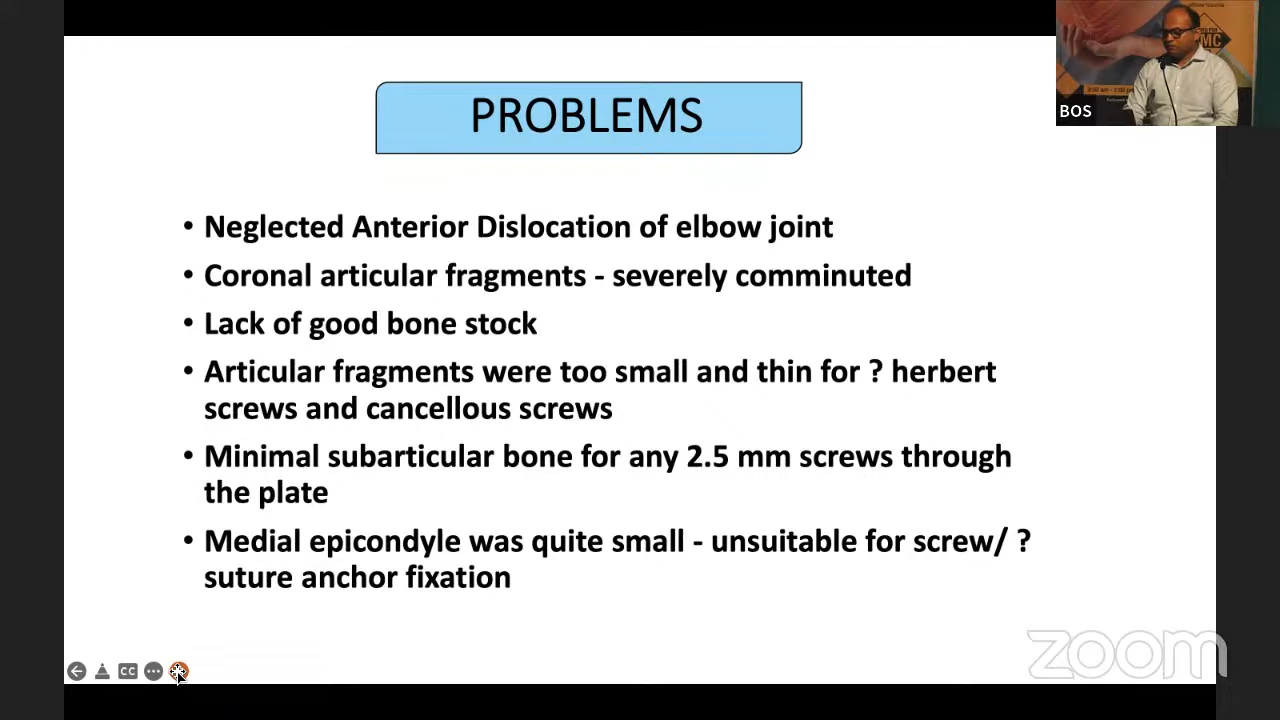 PROBLEMS
• Neglected Anterior Dislocation of elbow joint
• Coronal articular fragments - severely comminuted
• Lack of good bone stock
• Articular fragments were too small and thin for ? herbert
screws and cancellous screws
• Minimal subarticular bone for any 2.5 mm screws through
the plate
• Medial epicondyle was quite small - unsuitable for screw/ ?
suture anchor fixation
MC
BOS
CC
zoom